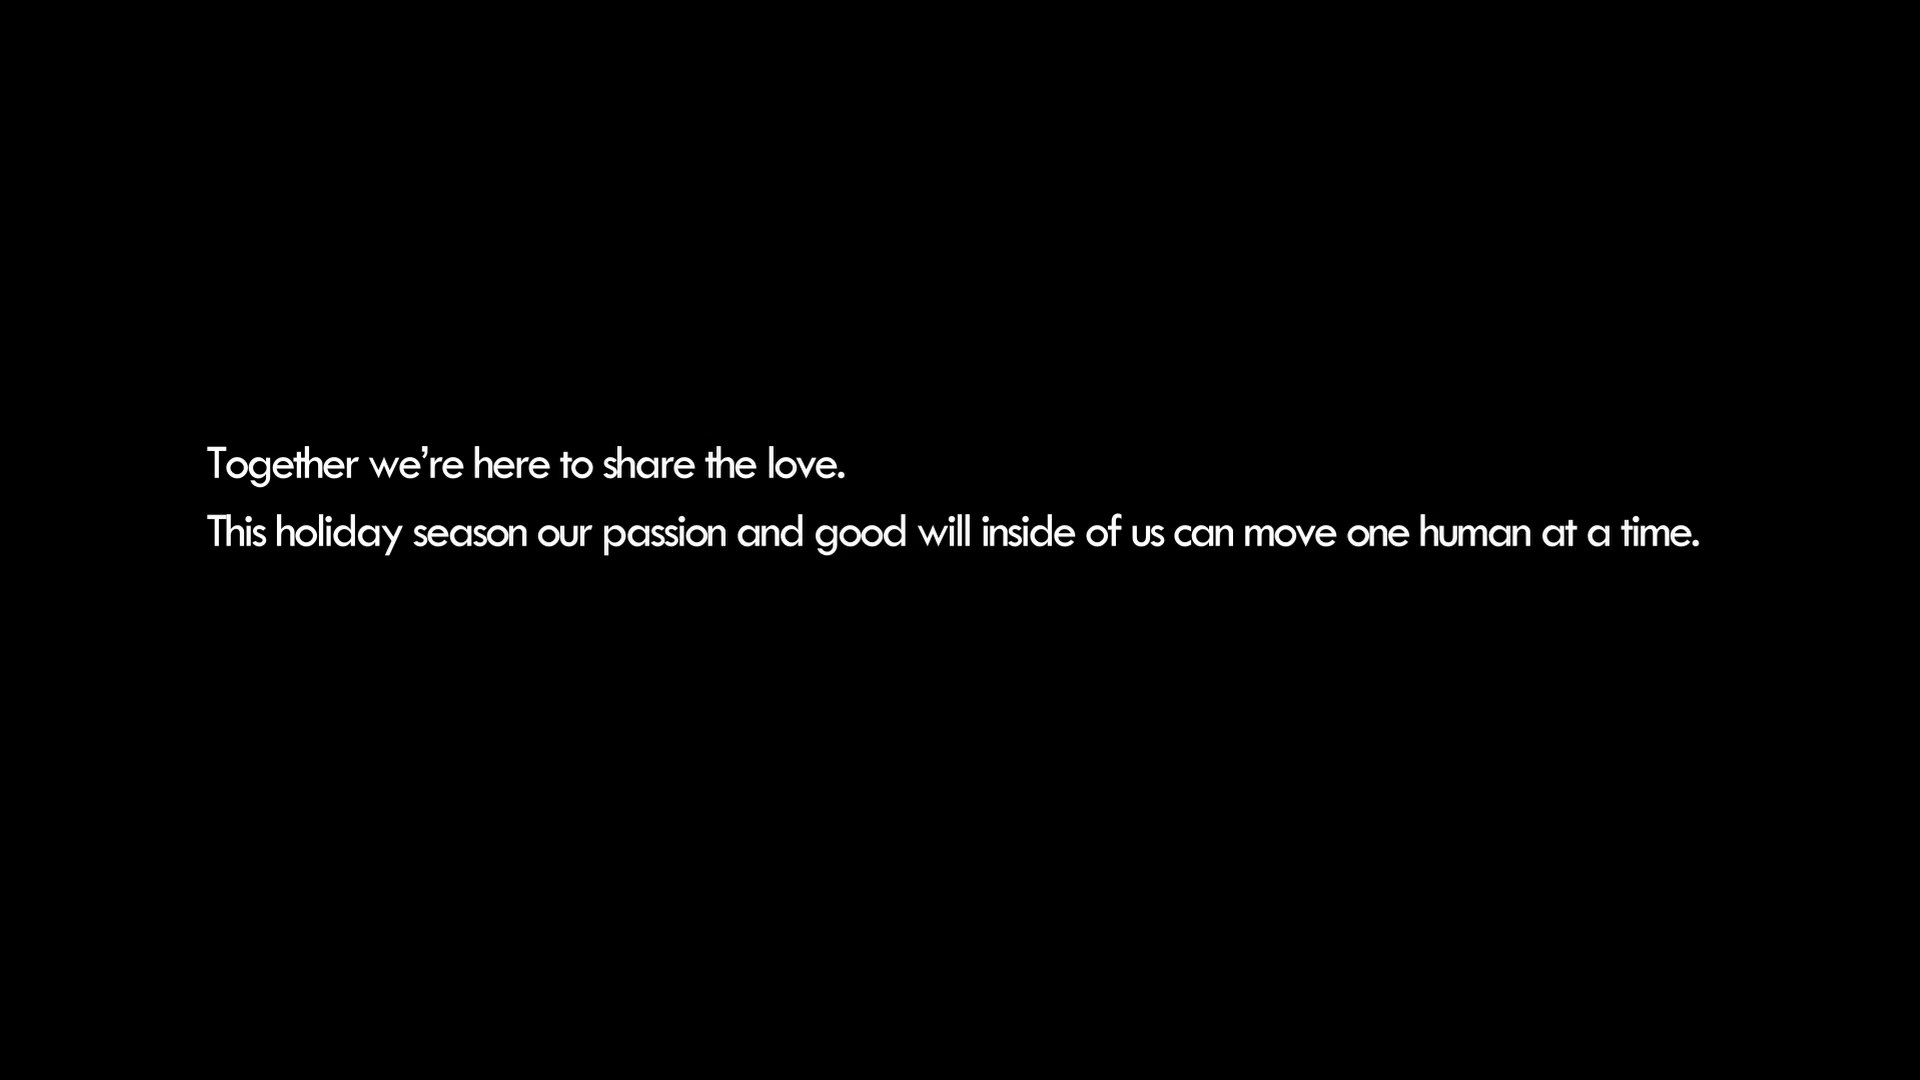 Together we’re here to share the love.
This holiday season our passion and good will inside of us can move one human at a time.